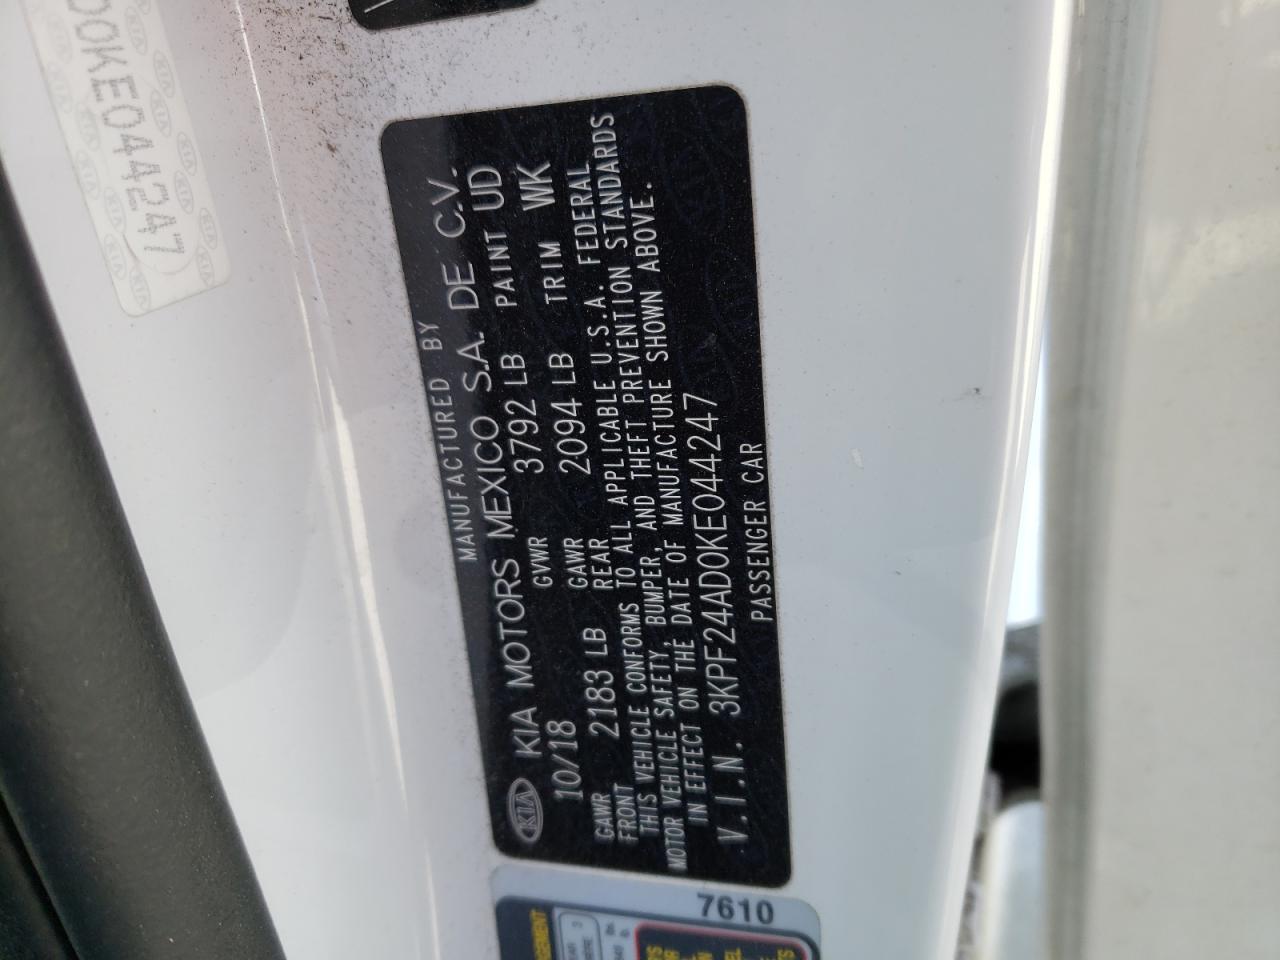 D0KE044247
MANUFACTURED BY
KIA KIA MOTORS MEXICO S.A. DE C.V.
10/18 GVWR 3792 LB PAINT UD
GAWR FRONT 2183 LB GAWR REAR 2094 LB TRIM WK
THIS VEHICLE CONFORMS TO ALL APPLICABLE U.S.A. FEDERAL
MOTOR VEHICLE SAFETY, BUMPER, AND THEFT PREVENTION STANDARDS
IN EFFECT ON THE DATE OF MANUFACTURE SHOWN ABOVE.
V.I.N. 3KPF24AD0KE044247
PASSENGER CAR
7610